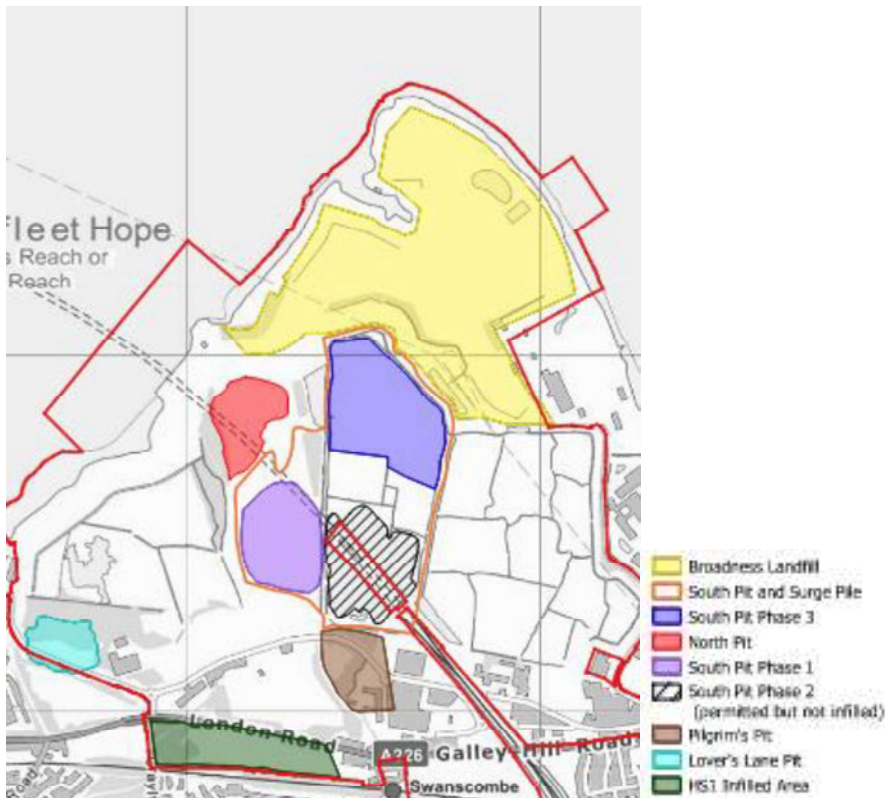 fleet Hope
s Reach or
Reach
London Road
A226 Galley-Hill-Road
Swanscombe
Road
Broadness Landfill
South Pit and Surge Pile
South Pit Phase 3
North Pit
South Pit Phase 1
South Pit Phase 2
(permitted but not infilled)
Pilgrim's Pit
Lover's Lane Pit
HS1 Infilled Area